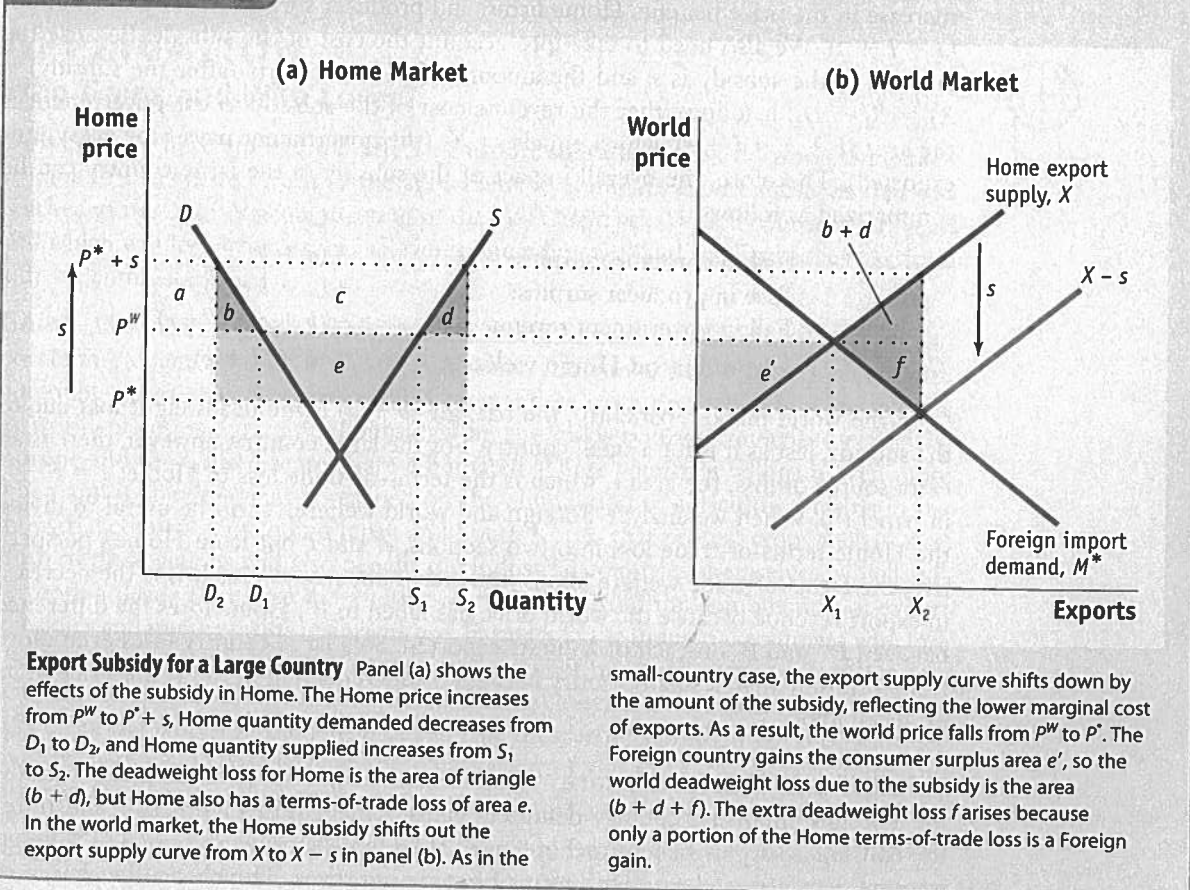 (a) Home Market
(b) World Market
Home
price
World
price
Home export
supply, X
D
S
b + d
P* + s
X – s
a
c
s
b
d
s
Pᵂ
e
e′
f
P*
Foreign import
demand, M*
D₂ D₁
S₁ S₂ Quantity
X₁
X₂
Exports
Export Subsidy for a Large Country Panel (a) shows the
effects of the subsidy in Home. The Home price increases
from Pᵂ to P*+ s, Home quantity demanded decreases from
D₁ to D₂, and Home quantity supplied increases from S₁
to S₂. The deadweight loss for Home is the area of triangle
(b + d), but Home also has a terms-of-trade loss of area e.
In the world market, the Home subsidy shifts out the
export supply curve from X to X – s in panel (b). As in the
small-country case, the export supply curve shifts down by
the amount of the subsidy, reflecting the lower marginal cost
of exports. As a result, the world price falls from Pᵂ to P*. The
Foreign country gains the consumer surplus area e′, so the
world deadweight loss due to the subsidy is the area
(b + d + f). The extra deadweight loss f arises because
only a portion of the Home terms-of-trade loss is a Foreign
gain.